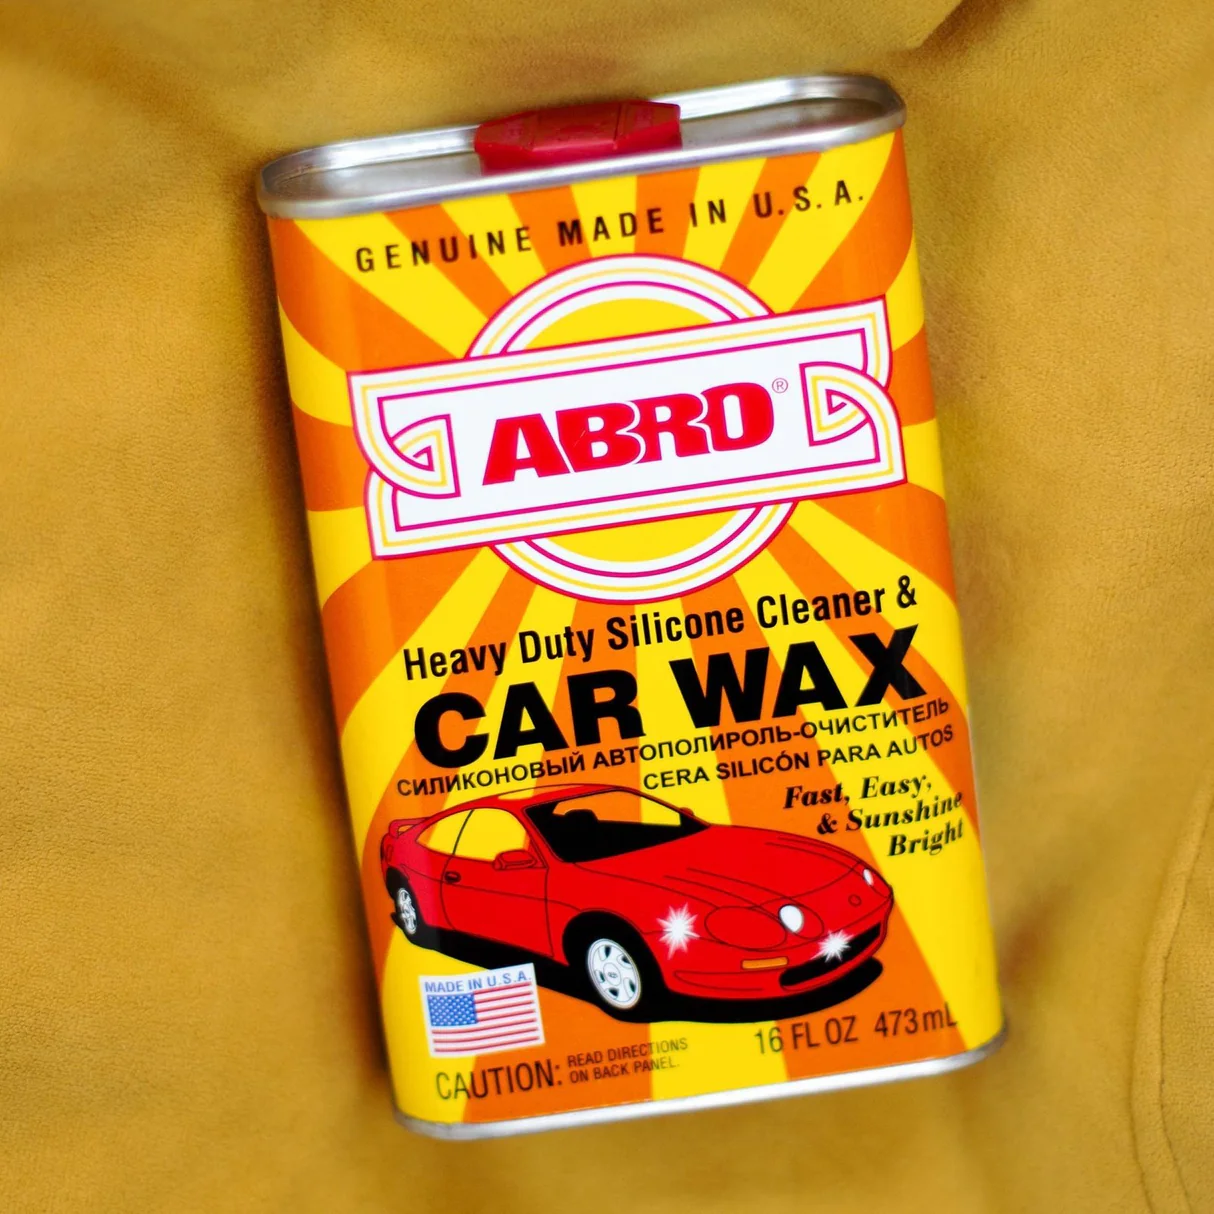 GENUINE MADE IN U.S.A.
ABRO®
Heavy Duty Silicone Cleaner &
CAR WAX
СИЛИКОНОВЫЙ АВТОПОЛИРОЛЬ-ОЧИСТИТЕЛЬ
CERA SILICÓN PARA AUTOS
Fast, Easy,
& Sunshine
Bright
MADE IN U.S.A.
CAUTION: READ DIRECTIONS
ON BACK PANEL.
16 FL OZ 473mL